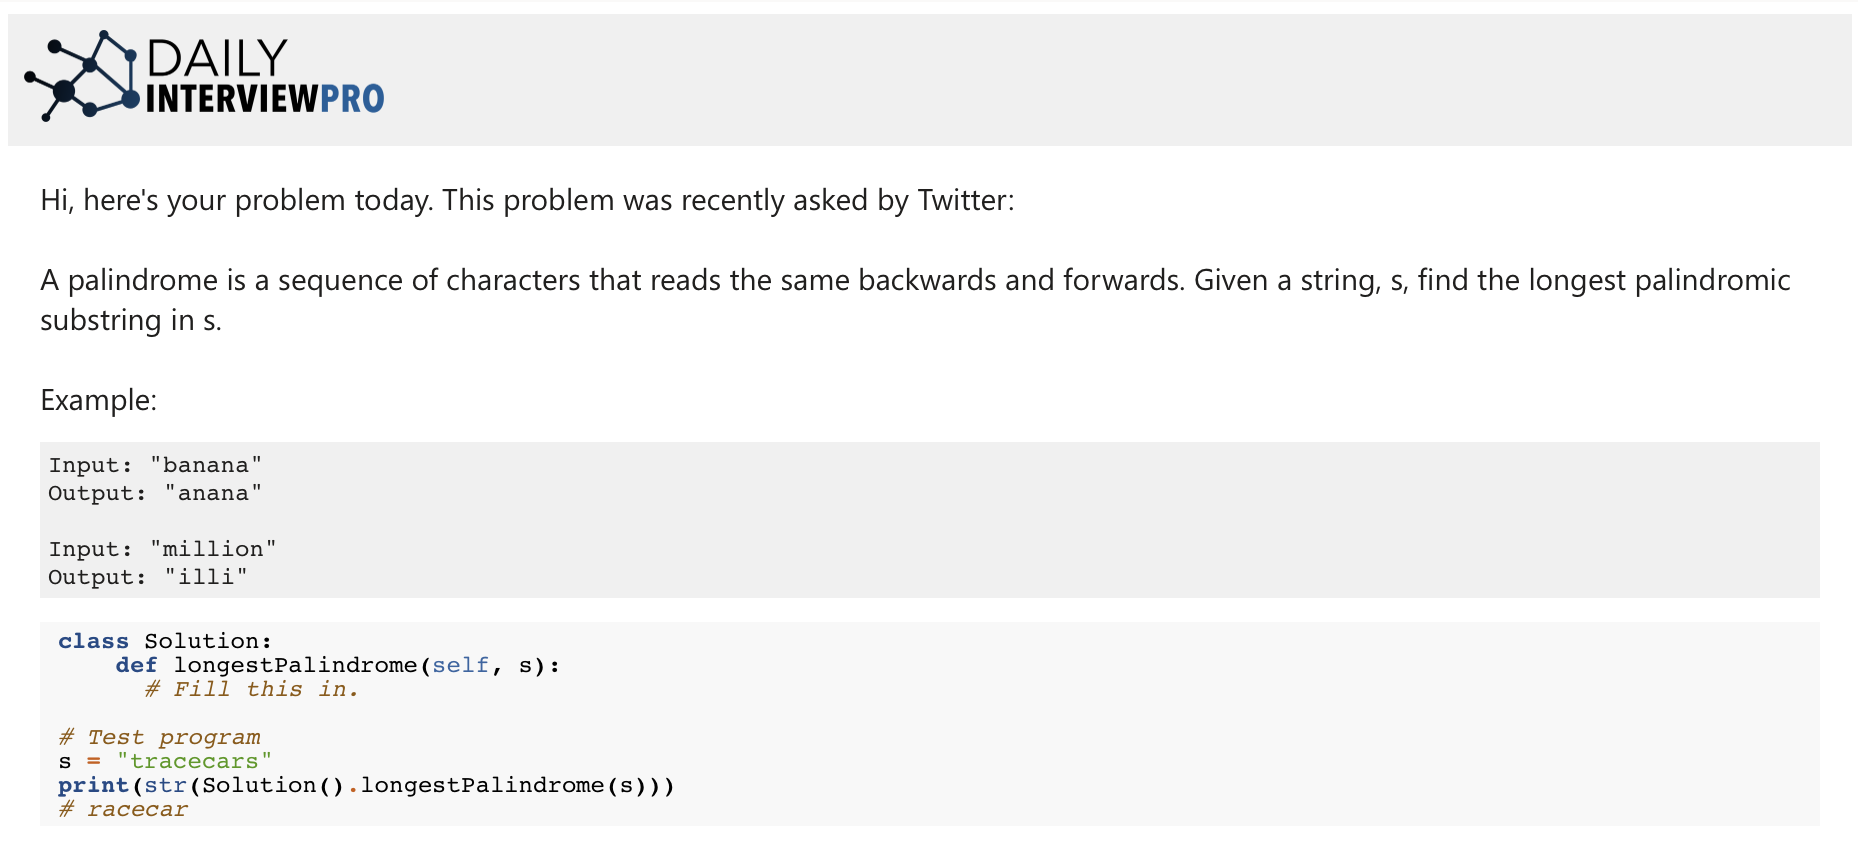 DAILY
INTERVIEWPRO
Hi, here's your problem today. This problem was recently asked by Twitter:
A palindrome is a sequence of characters that reads the same backwards and forwards. Given a string, s, find the longest palindromic
substring in s.
Example:
Input: "banana"
Output: "anana"
Input: "million"
Output: "illi"
class Solution:
    def longestPalindrome(self, s):
      # Fill this in.
# Test program
s = "tracecars"
print(str(Solution().longestPalindrome(s)))
# racecar